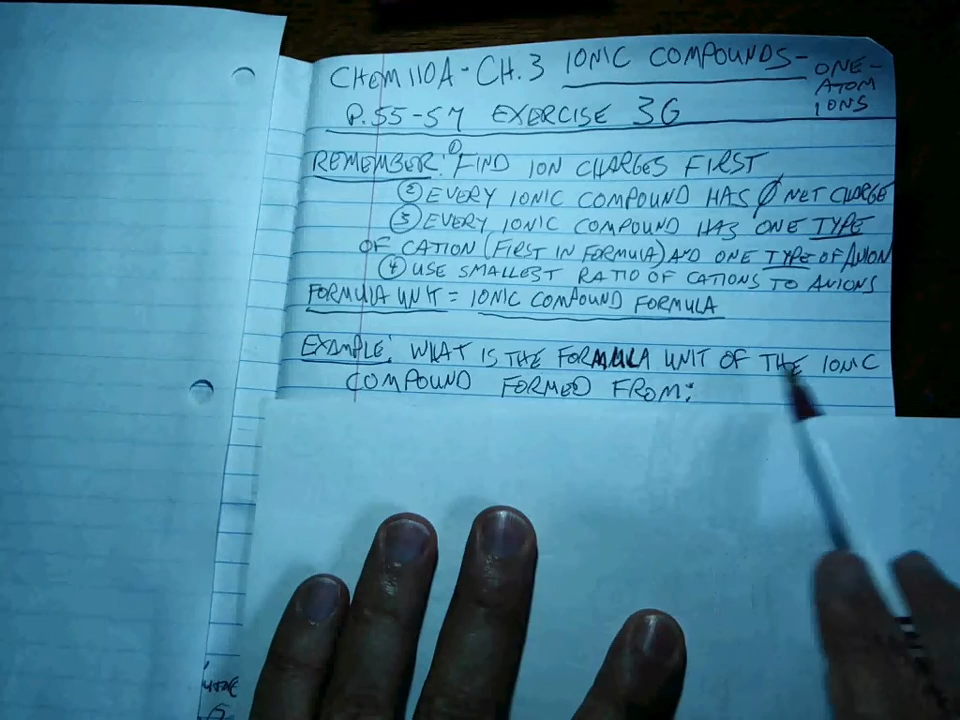 CHEM 110A - CH. 3 IONIC COMPOUNDS - ONE-
ATOM
IONS
P. 55-57 EXERCISE 3G
REMEMBER: ① FIND ION CHARGES FIRST
② EVERY IONIC COMPOUND HAS 0 NET CHARGE
③ EVERY IONIC COMPOUND HAS ONE TYPE
OF CATION (FIRST IN FORMULA) AND ONE TYPE OF ANION
④ USE SMALLEST RATIO OF CATIONS TO ANIONS
FORMULA UNIT = IONIC COMPOUND FORMULA
EXAMPLE: WHAT IS THE FORMULA UNIT OF THE IONIC
COMPOUND FORMED FROM: